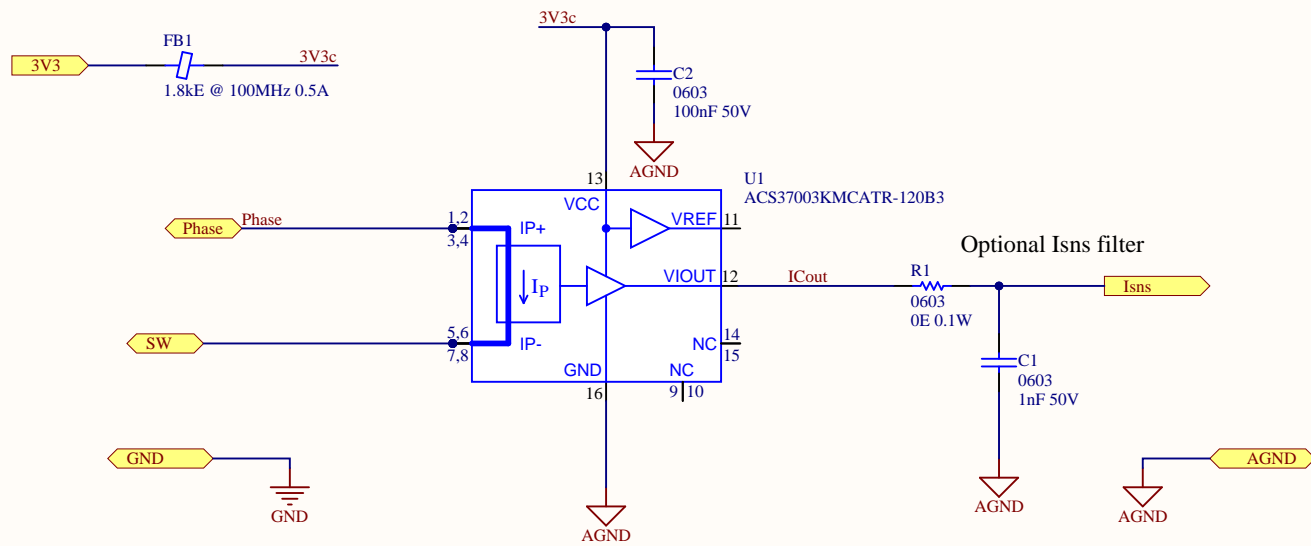 3V3c
FB1
3V3
3V3c
1.8kE @ 100MHz 0.5A
C2
0603
100nF 50V
AGND
U1
ACS37003KMCATR-120B3
13
VCC
Phase
Phase
1,2
3,4
IP+
VREF
11
Optional Isns filter
IP
VIOUT
12
ICout
R1
0603
0E 0.1W
Isns
SW
5,6
7,8
IP-
NC
14
15
GND
NC
16
9
10
C1
0603
1nF 50V
GND
GND
AGND
AGND
AGND
AGND